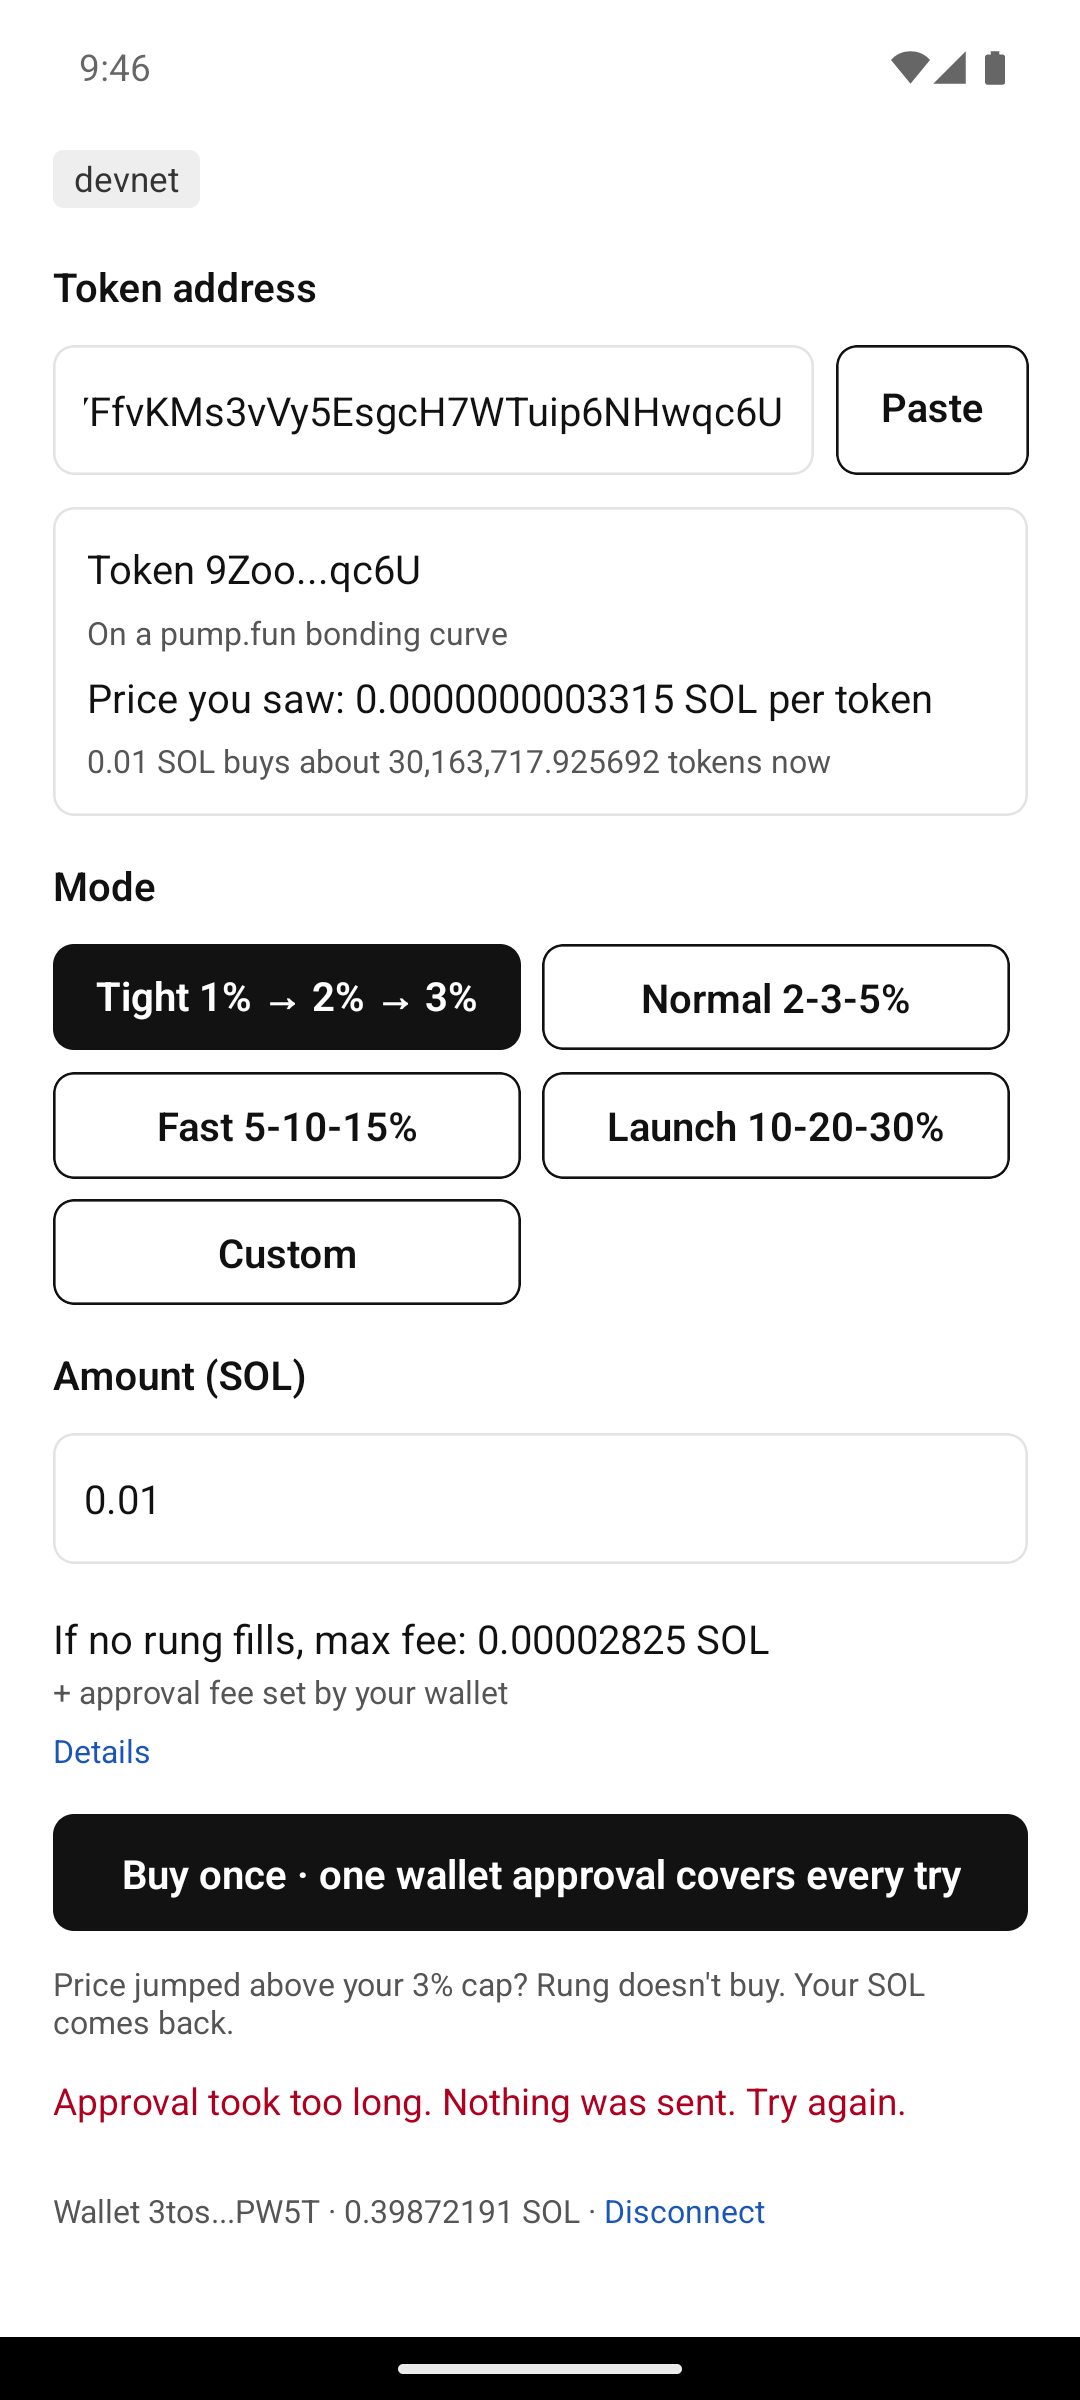 9:46
devnet
Token address
FfvKMs3vVy5EsgcH7WTuip6NHwqc6U
Paste
Token 9Zoo...qc6U
On a pump.fun bonding curve
Price you saw: 0.0000000003315 SOL per token
0.01 SOL buys about 30,163,717.925692 tokens now
Mode
Tight 1% → 2% → 3%
Normal 2-3-5%
Fast 5-10-15%
Launch 10-20-30%
Custom
Amount (SOL)
0.01
If no rung fills, max fee: 0.00002825 SOL
+ approval fee set by your wallet
Details
Buy once · one wallet approval covers every try
Price jumped above your 3% cap? Rung doesn't buy. Your SOL
comes back.
Approval took too long. Nothing was sent. Try again.
Wallet 3tos...PW5T · 0.39872191 SOL · Disconnect